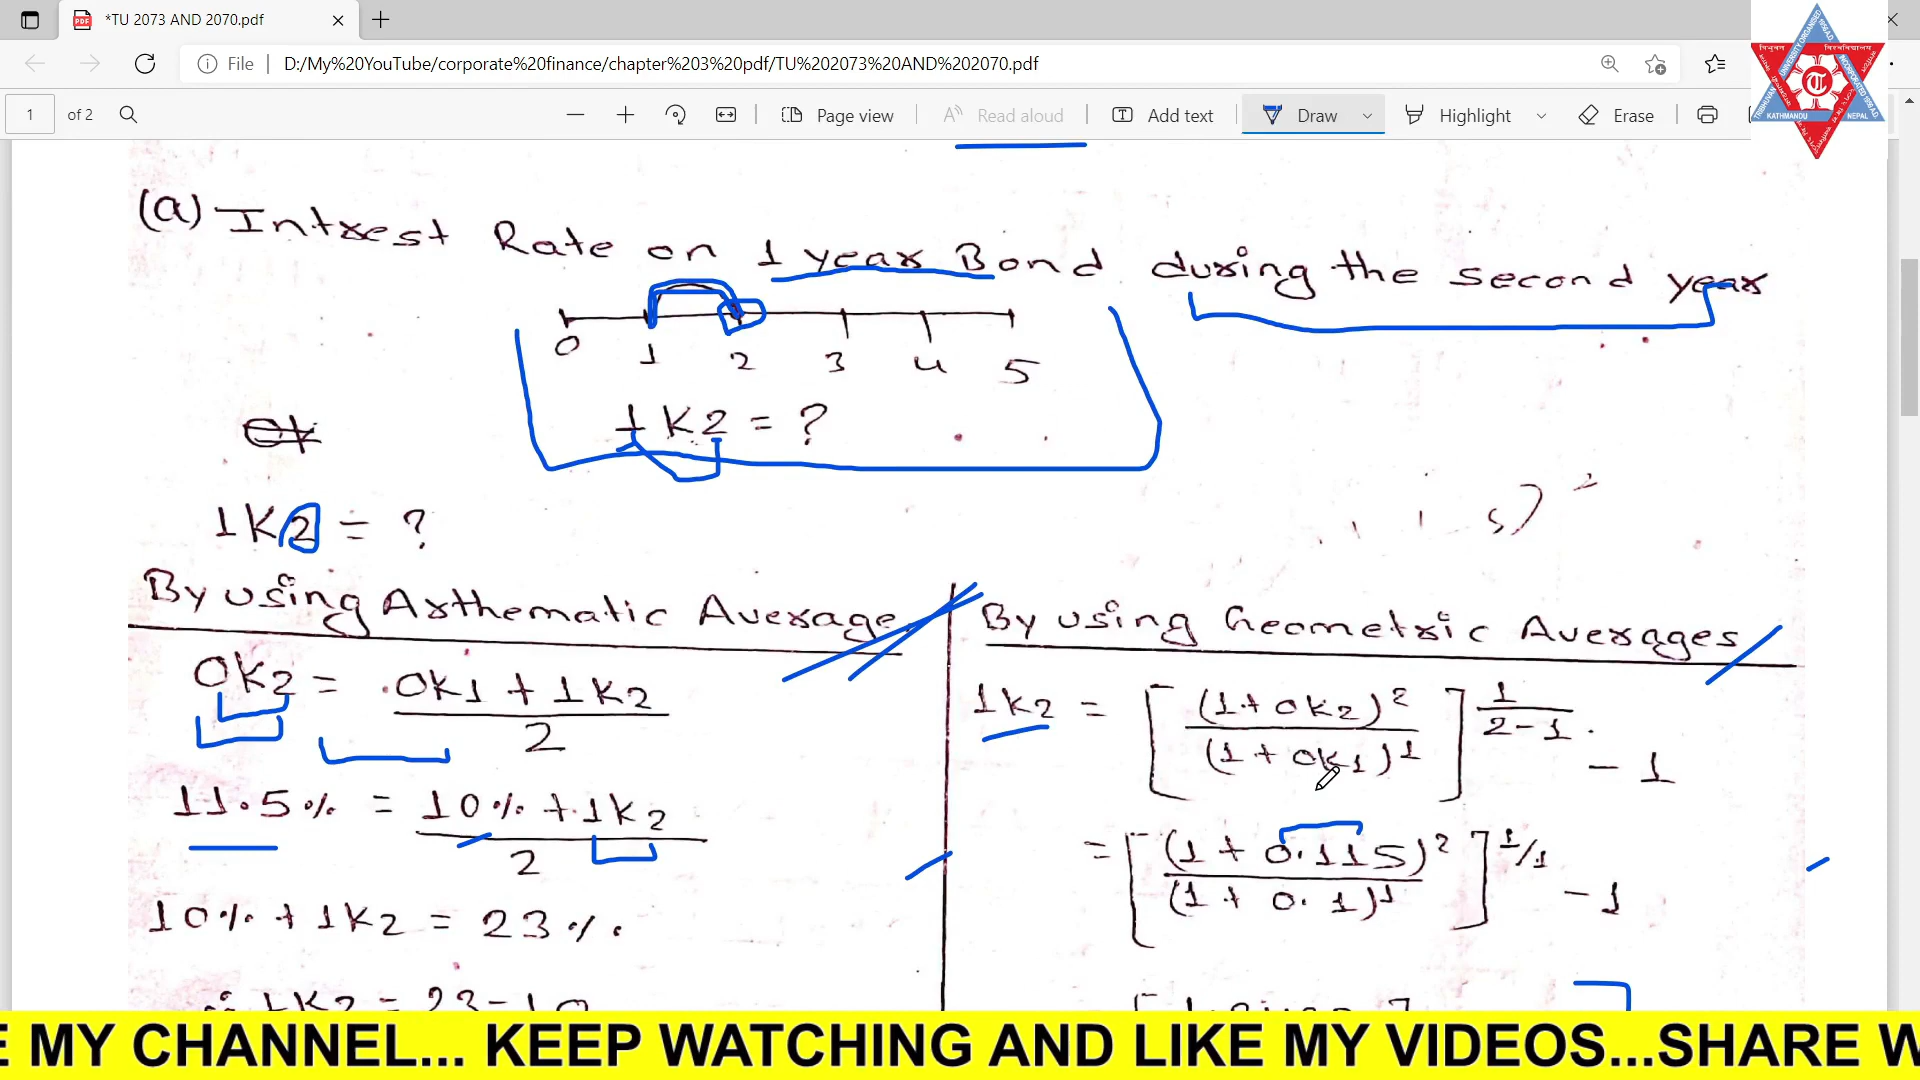 *TU 2073 AND 2070.pdf
File D:/My%20YouTube/corporate%20finance/chapter%203%20pdf/TU%202073%20AND%202070.pdf
1 of 2 Page view Read aloud Add text Draw Highlight Erase
KATHMANDU NEPAL
(a) Intrest Rate on 1 year Bond during the second year
0 1 2 3 4 5
1k2 = ?
1k2 = ?
By using Arthematic Average
0k2 = 0k1 + 1k2
2
11.5% = 10% + 1k2
2
10% + 1k2 = 23%
∴ 1k2 = 23-10
By using Geometric Averages
1k2 = [(1+0k2)²
(1+0k1)¹]
1
2-1
- 1
= [(1+0.115)²
(1+0.1)¹]
1/1
- 1
E MY CHANNEL... KEEP WATCHING AND LIKE MY VIDEOS...SHARE W